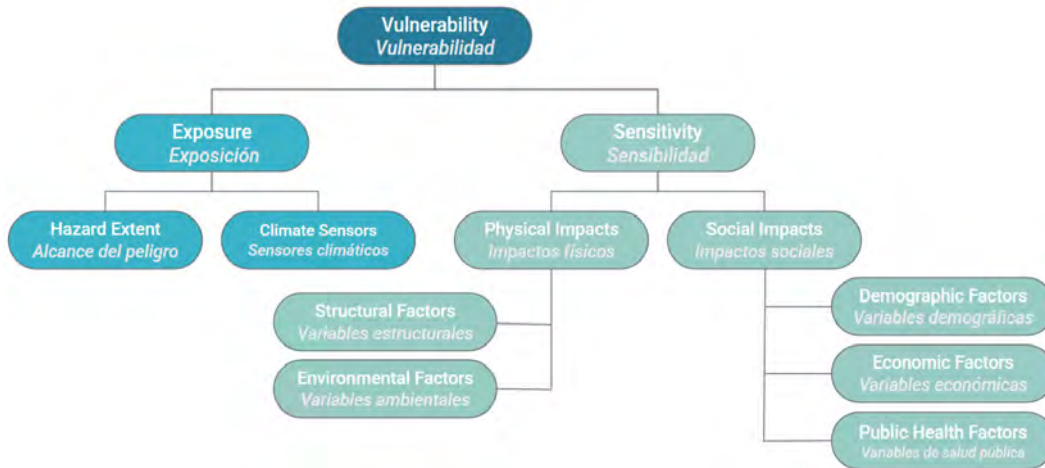 Vulnerability
Vulnerabilidad
Exposure
Exposición
Sensitivity
Sensibilidad
Hazard Extent
Alcance del peligro
Climate Sensors
Sensores climáticos
Physical Impacts
Impactos físicos
Social Impacts
Impactos sociales
Structural Factors
Variables estructurales
Environmental Factors
Variables ambientales
Demographic Factors
Variables demográficas
Economic Factors
Variables económicas
Public Health Factors
Variables de salud pública